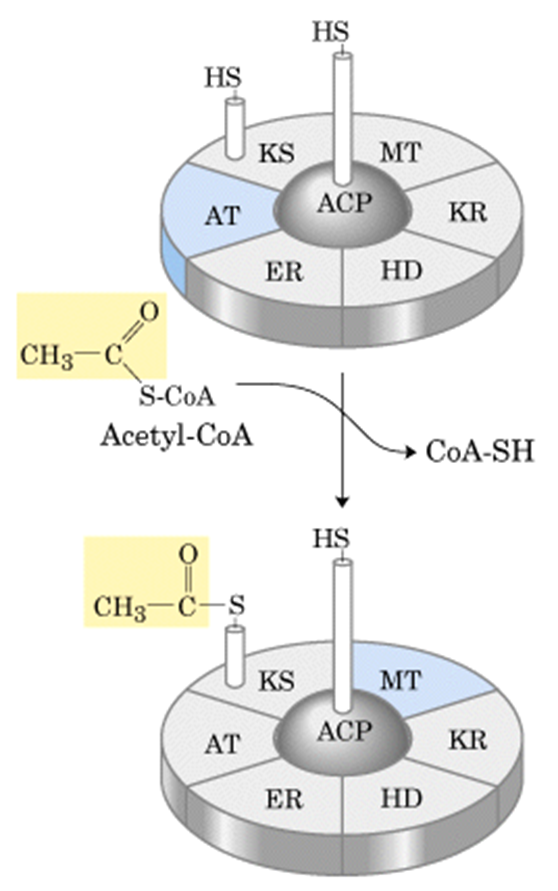 HS
HS
KS
MT
AT
ACP
KR
ER
HD
O
CH₃—C
S-CoA
Acetyl-CoA
CoA-SH
HS
O
CH₃—C—S
KS
MT
AT
ACP
KR
ER
HD